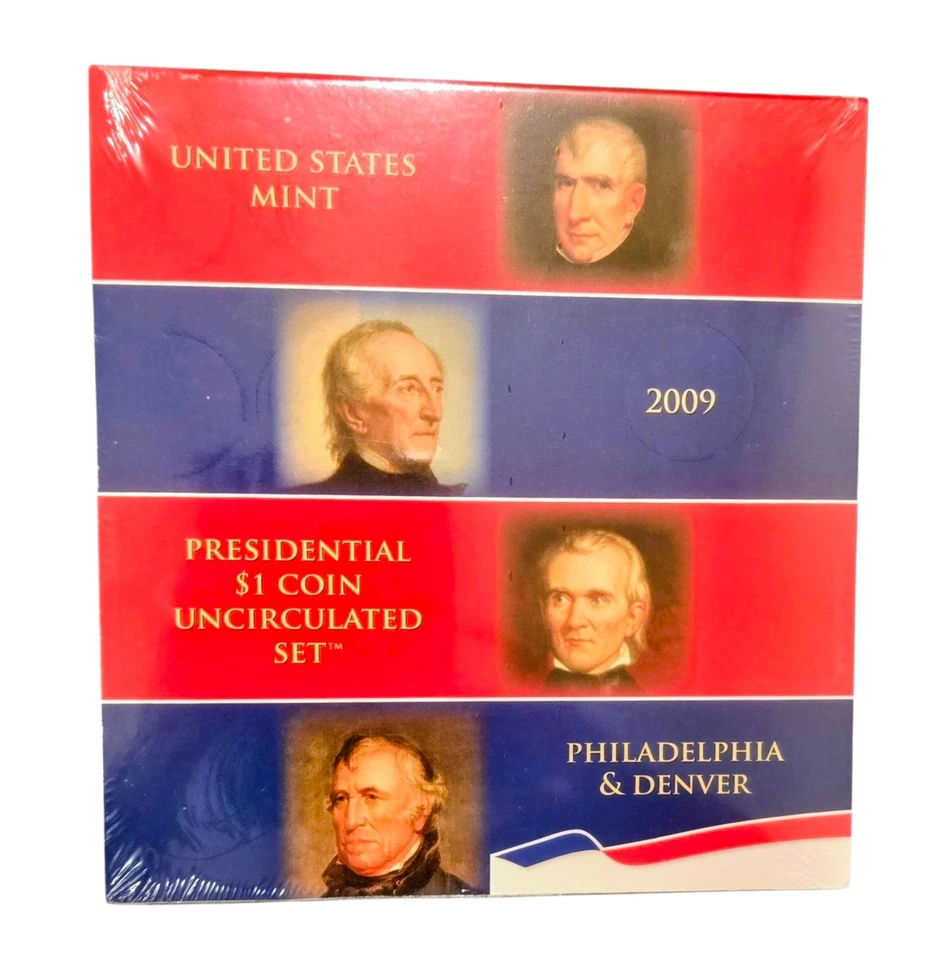 UNITED STATES
MINT
2009
PRESIDENTIAL
$1 COIN
UNCIRCULATED
SET™
PHILADELPHIA
& DENVER